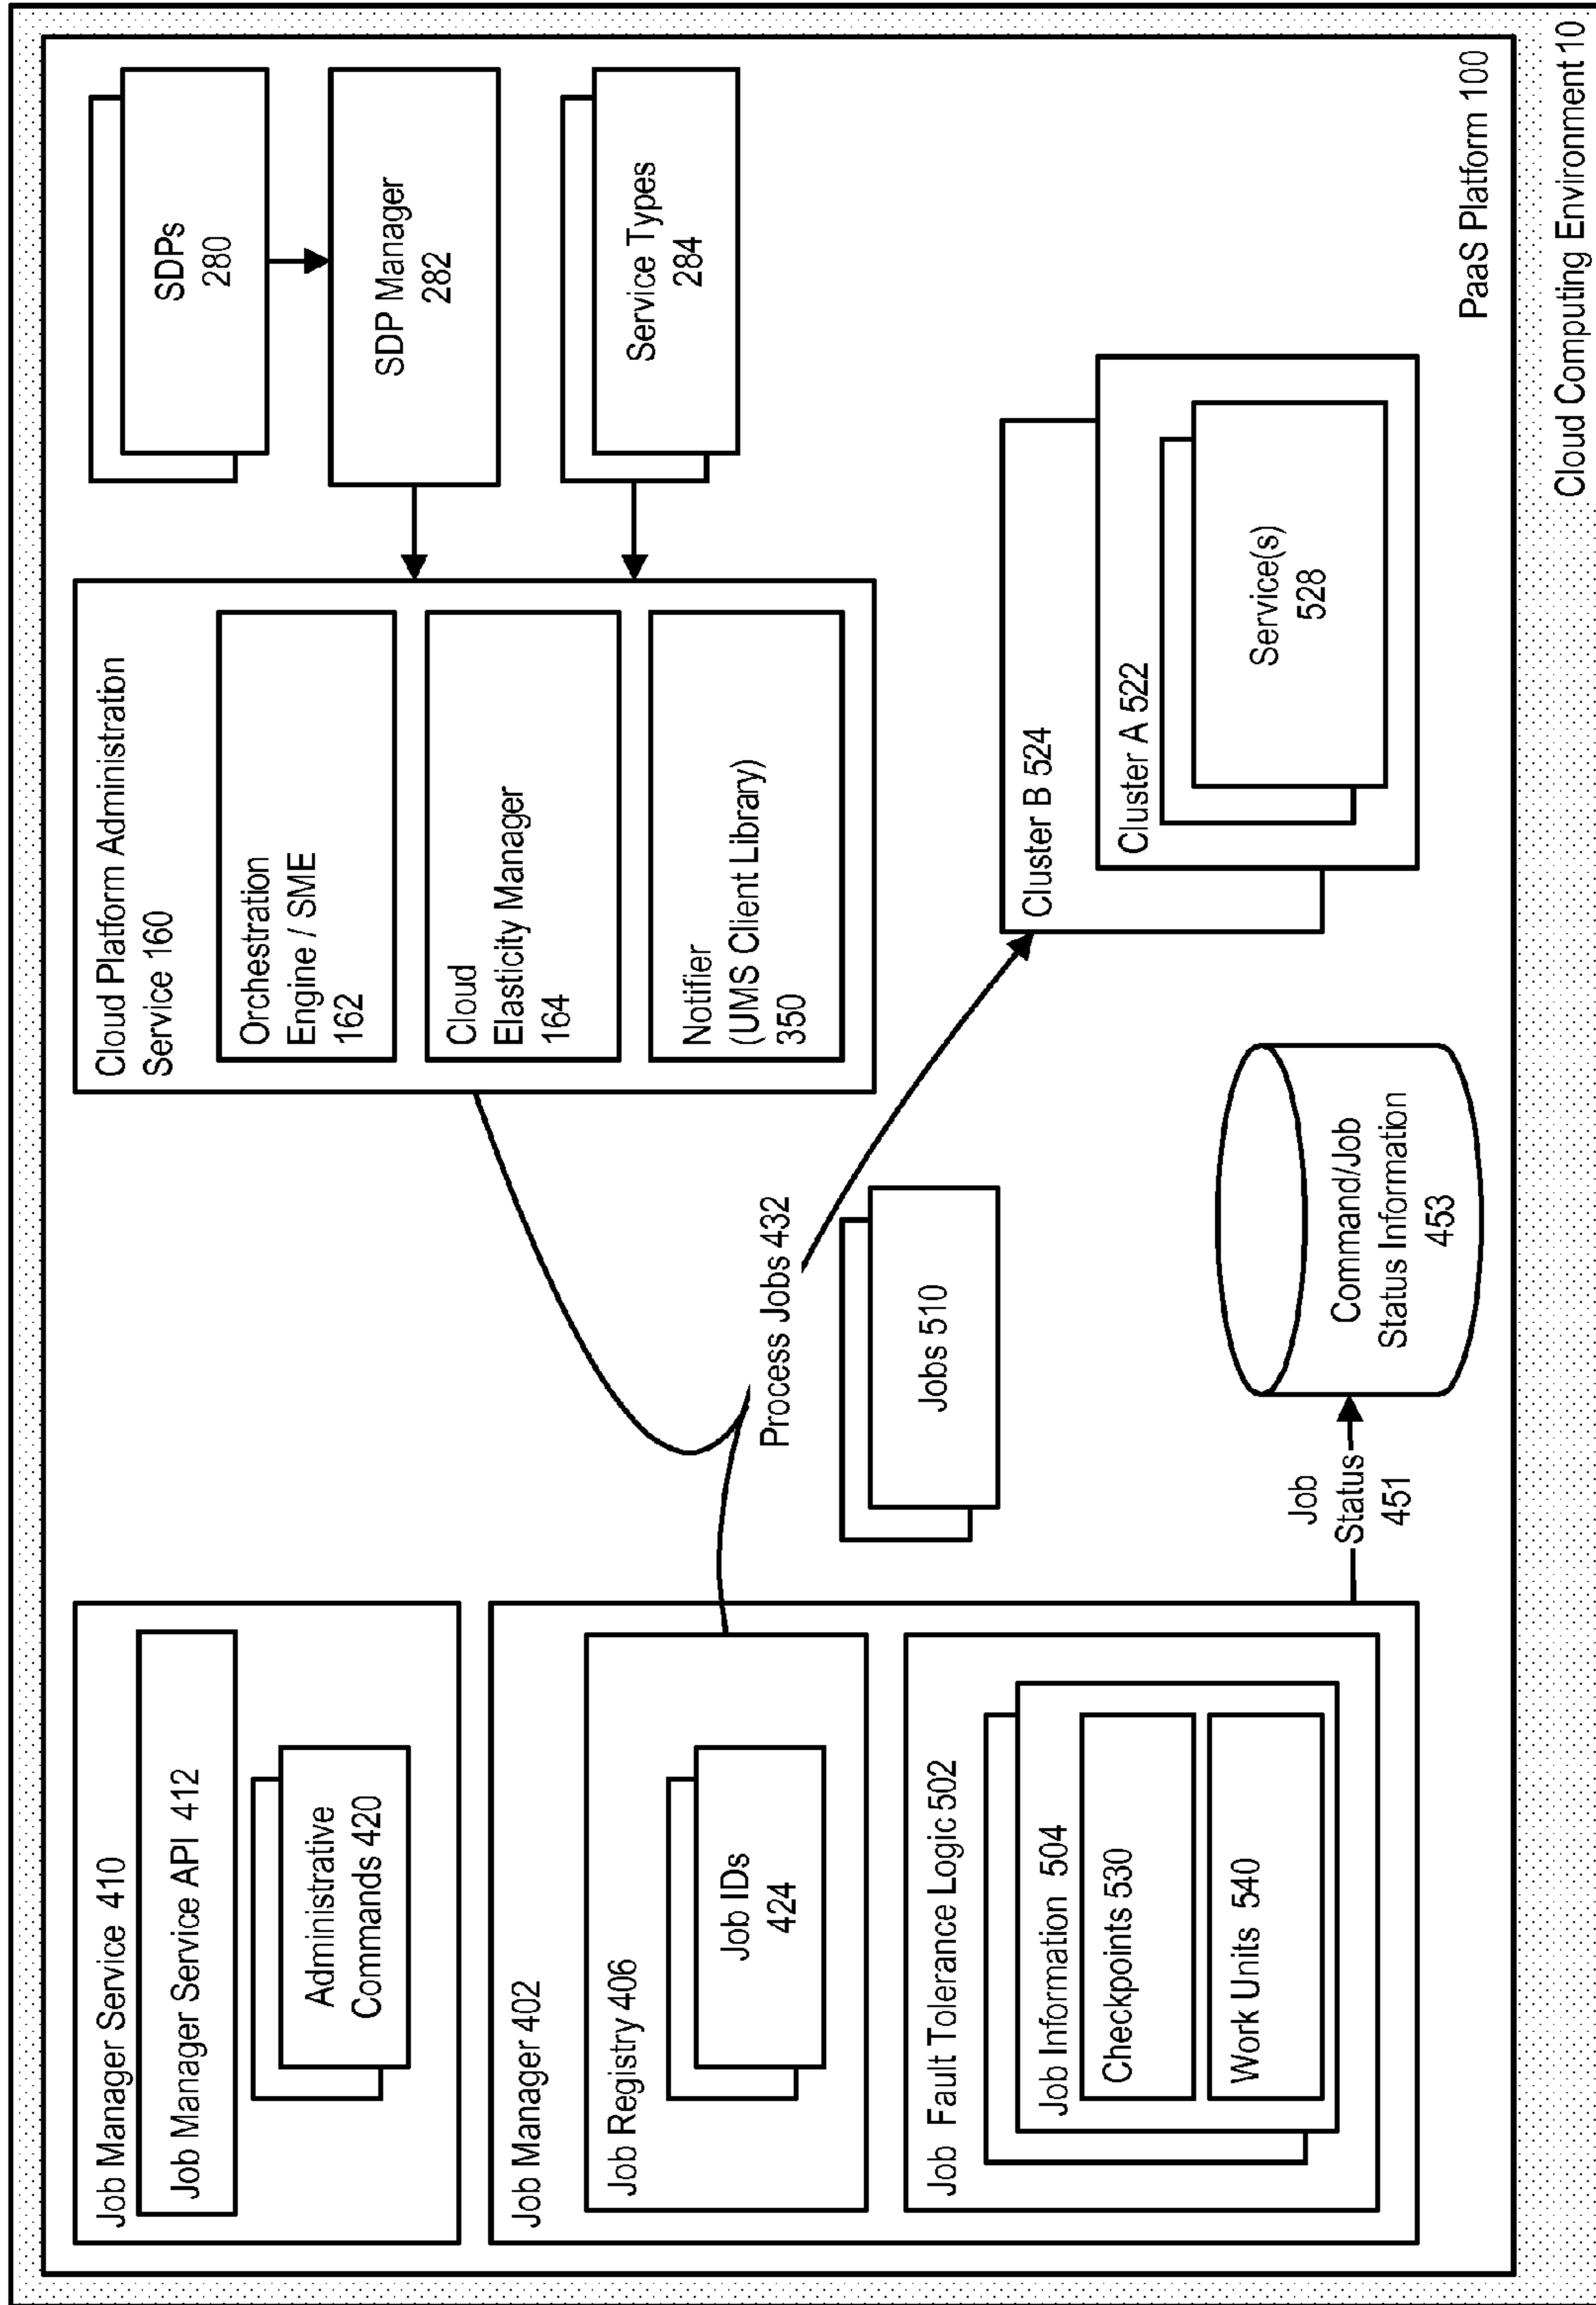 Job Manager Service 410
Job Manager Service API 412
Administrative
Commands 420
Job Manager 402
Job Registry 406
Job IDs
424
Job Fault Tolerance Logic 502
Job Information 504
Checkpoints 530
Work Units 540
Cloud Platform Administration
Service 160
Orchestration
Engine / SME
162
Cloud
Elasticity Manager
164
Notifier
(UMS Client Library)
350
SDPs
280
SDP Manager
282
Service Types
284
Process Jobs 432
Jobs 510
Cluster B 524
Cluster A 522
Service(s)
528
Job
Status
451
Command/Job
Status Information
453
PaaS Platform 100
Cloud Computing Environment 10